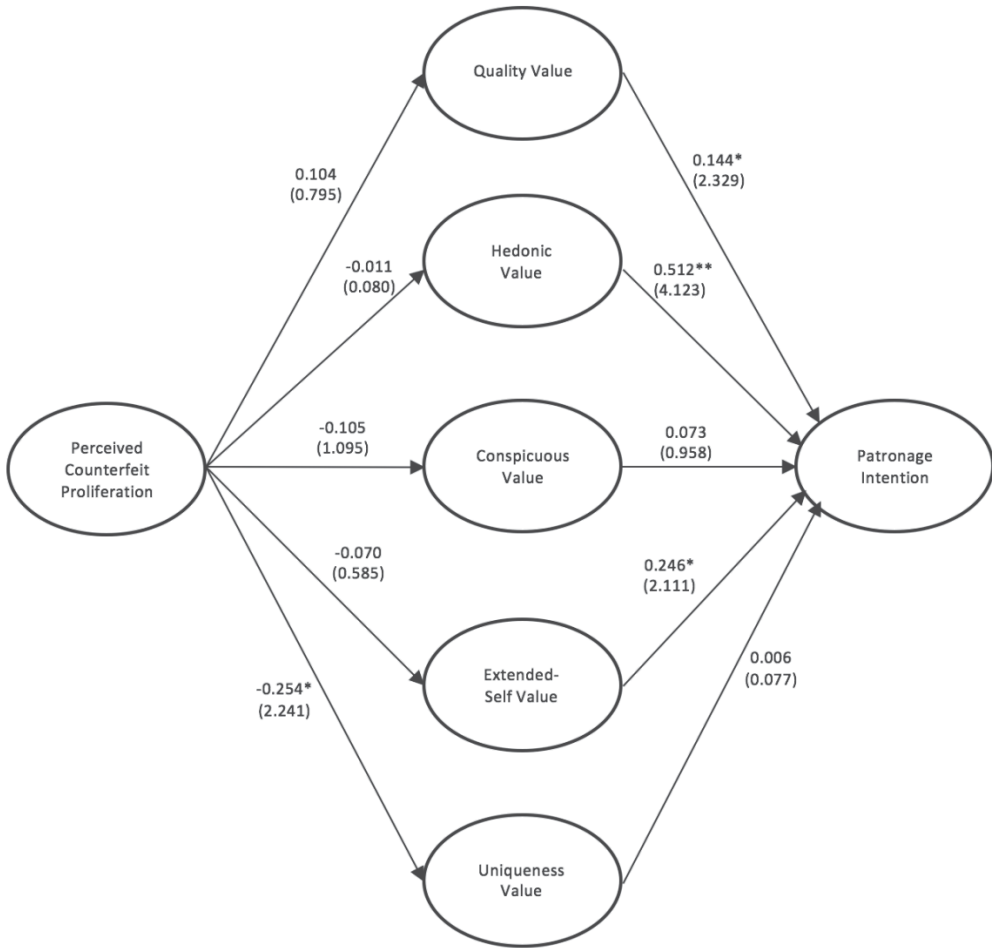 Quality Value
0.104
(0.795)
0.144*
(2.329)
Hedonic
Value
-0.011
(0.080)
0.512**
(4.123)
Perceived
Counterfeit
Proliferation
-0.105
(1.095)
Conspicuous
Value
0.073
(0.958)
Patronage
Intention
-0.070
(0.585)
0.246*
(2.111)
Extended-
Self Value
-0.254*
(2.241)
0.006
(0.077)
Uniqueness
Value